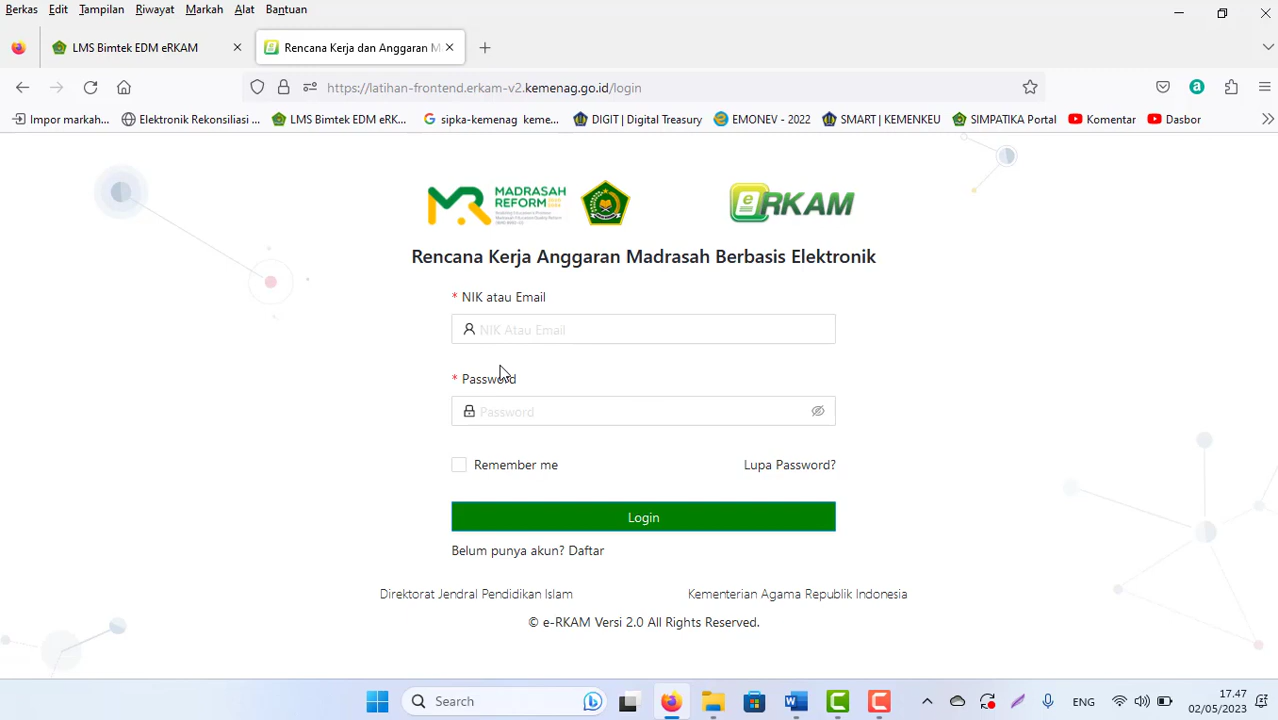 Berkas Edit Tampilan Riwayat Markah Alat Bantuan
LMS Bimtek EDM eRKAM
Rencana Kerja dan Anggaran M
https://latihan-frontend.erkam-v2.kemenag.go.id/login
Impor markah... Elektronik Rekonsiliasi ... LMS Bimtek EDM eRK... sipka-kemenag keme... DIGIT | Digital Treasury EMONEV - 2022 SMART | KEMENKEU SIMPATIKA Portal Komentar Dasbor
MADRASAH
REFORM
eRKAM
Rencana Kerja Anggaran Madrasah Berbasis Elektronik
* NIK atau Email
NIK Atau Email
* Password
Password
Remember me Lupa Password?
Login
Belum punya akun? Daftar
Direktorat Jendral Pendidikan Islam Kementerian Agama Republik Indonesia
© e-RKAM Versi 2.0 All Rights Reserved.
Search
ENG
17.47
02/05/2023